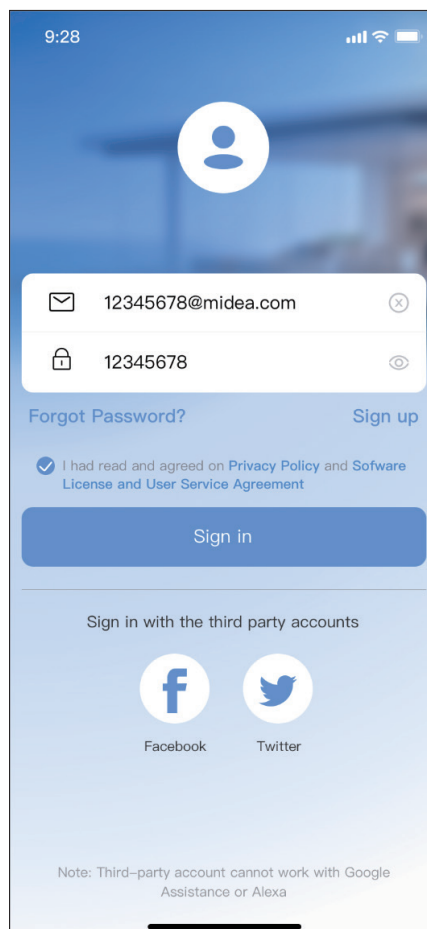 9:28
12345678@midea.com
12345678
Forgot Password?
Sign up
I had read and agreed on Privacy Policy and Sofware
License and User Service Agreement
Sign in
Sign in with the third party accounts
Facebook
Twitter
Note: Third-party account cannot work with Google
Assistance or Alexa